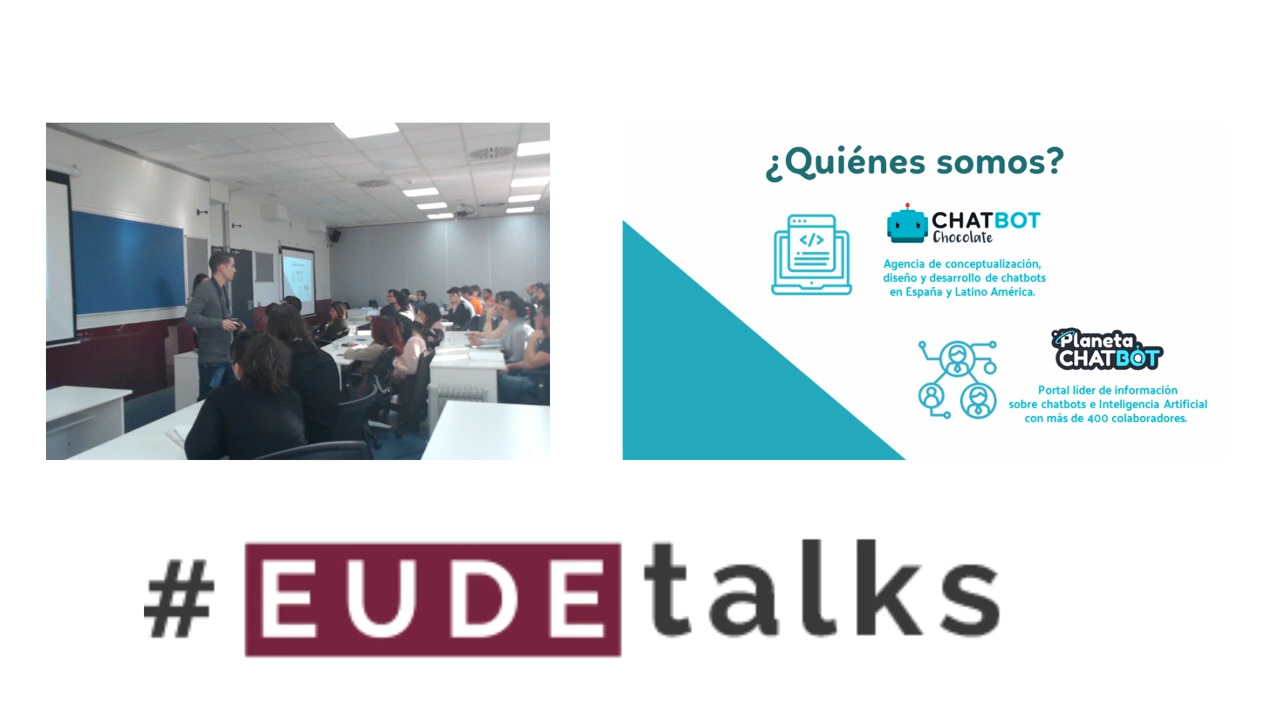 ¿Quiénes somos?
</>
CHATBOT
Chocolate
Agencia de conceptualización,
diseño y desarrollo de chatbots
en España y Latino América.
Planeta
CHATBOT
Portal líder de información
sobre chatbots e Inteligencia Artificial
con más de 400 colaboradores.
# EUDEtalks